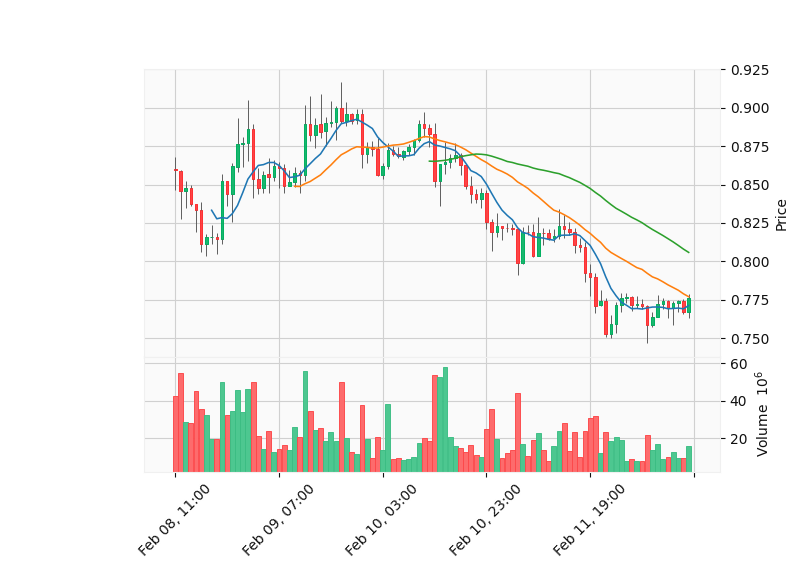 0.925
0.900
0.875
0.850
0.825
0.800
0.775
0.750
Price
60
40
20
Volume 10^6
Feb 08, 11:00
Feb 09, 07:00
Feb 10, 03:00
Feb 10, 23:00
Feb 11, 19:00